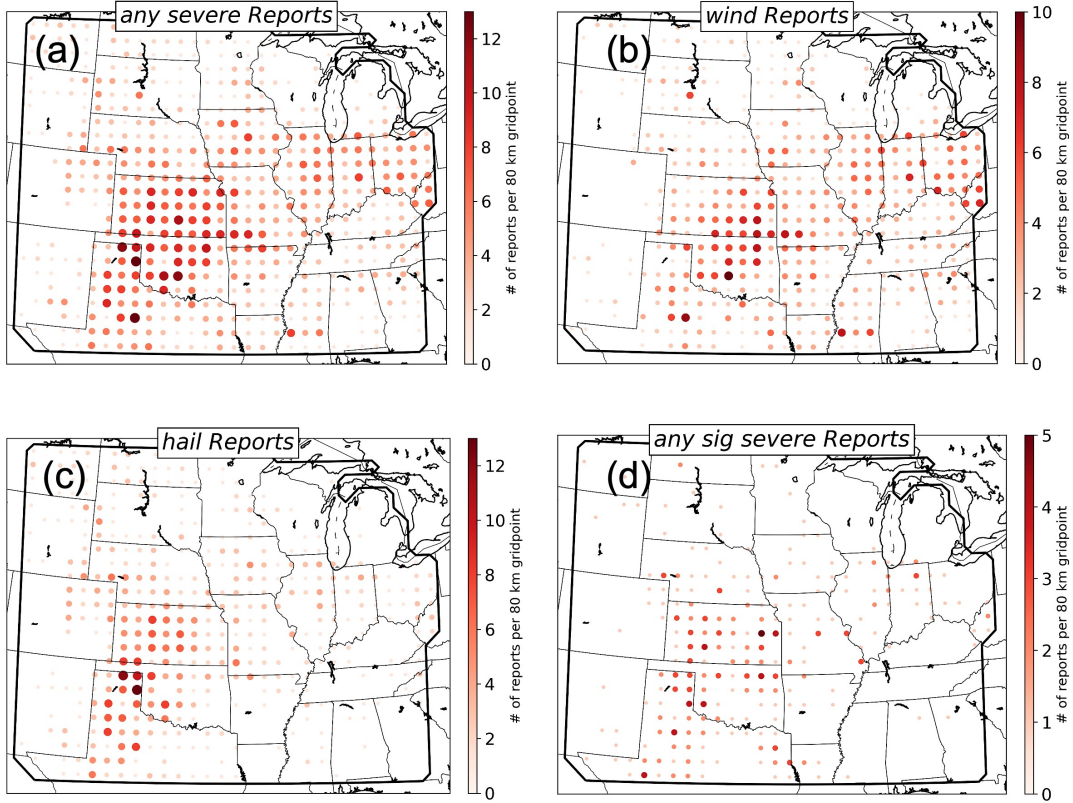 any severe Reports
(a)
12
10
8
6
4
2
0
# of reports per 80 km gridpoint
wind Reports
(b)
10
8
6
4
2
0
# of reports per 80 km gridpoint
hail Reports
(c)
12
10
8
6
4
2
0
# of reports per 80 km gridpoint
any sig severe Reports
(d)
5
4
3
2
1
0
# of reports per 80 km gridpoint